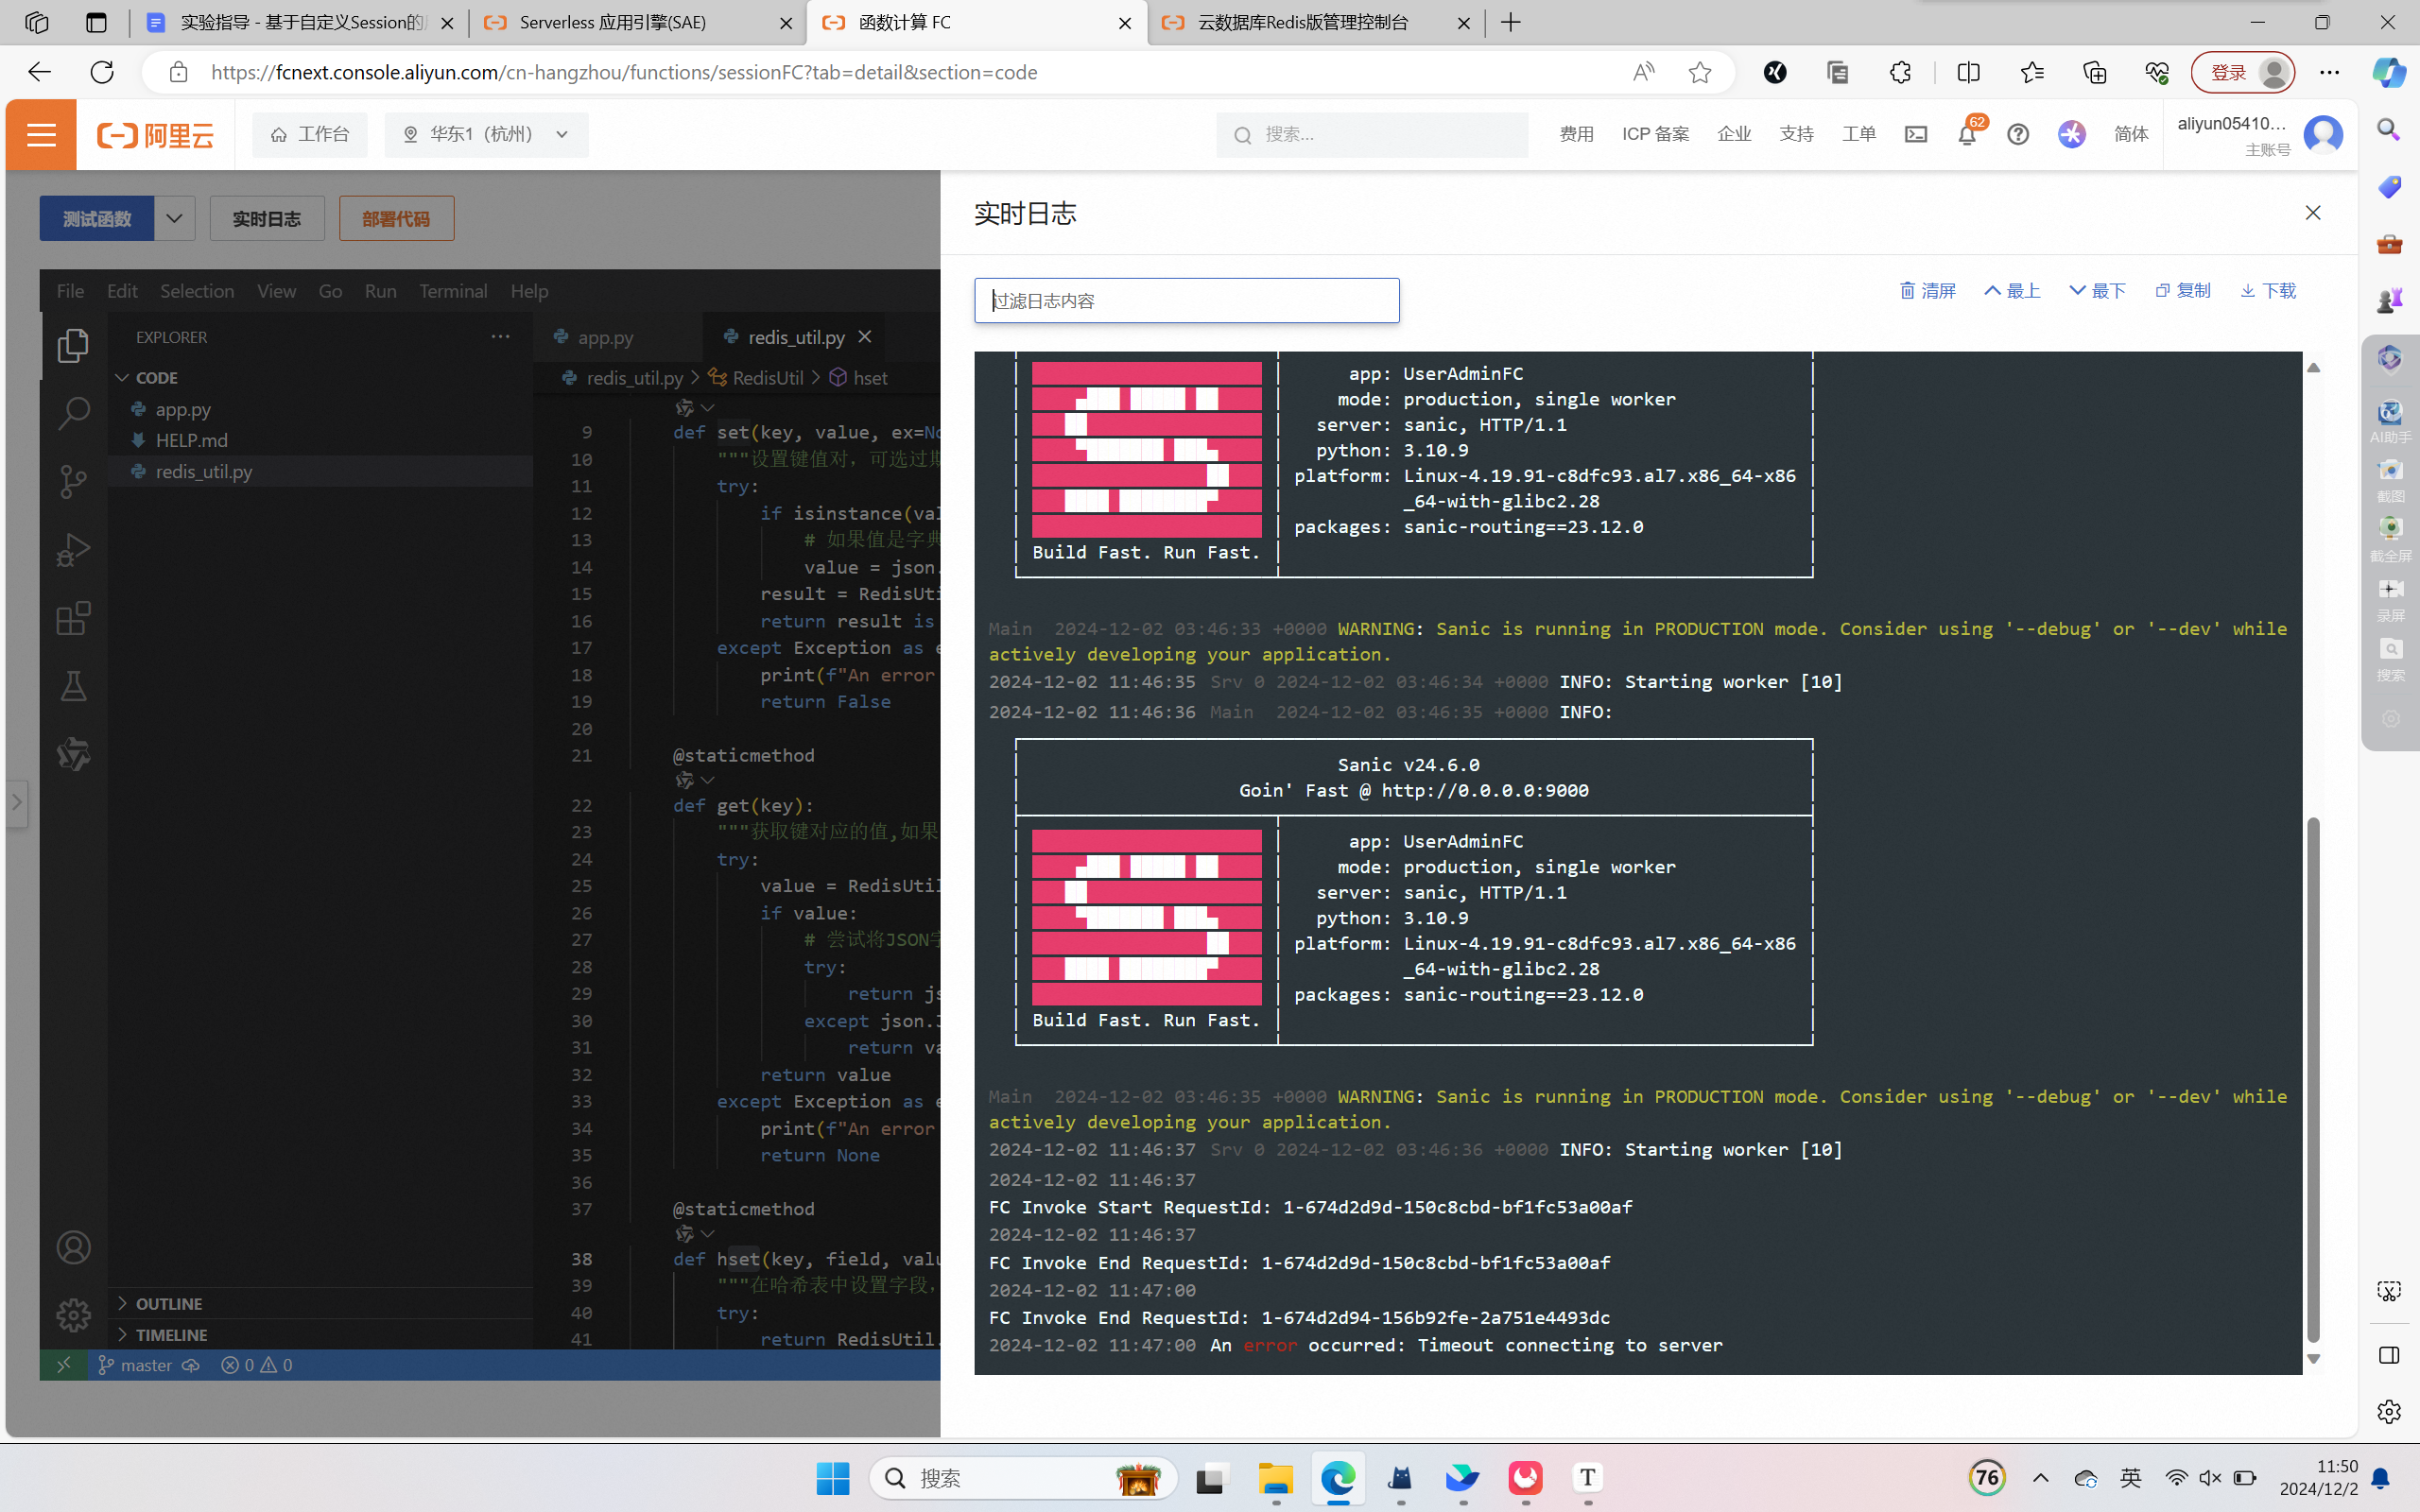 实验指导 - 基于自定义Session的
Serverless 应用引擎(SAE)
函数计算 FC
云数据库Redis版管理控制台
https://fcnext.console.aliyun.com/cn-hangzhou/functions/sessionFC?tab=detail&section=code
登录
阿里云
工作台
华东1（杭州）
搜索...
费用
ICP 备案
企业
支持
工单
62
简体
aliyun05410...
主账号
测试函数
实时日志
部署代码
File Edit Selection View Go Run Terminal Help
EXPLORER
CODE
app.py
HELP.md
redis_util.py
OUTLINE
TIMELINE
master
0 0
app.py
redis_util.py
redis_util.py > RedisUtil > hset
9 def set(key, value, ex=No
10 """设置键值对，可选过期
11 try:
12 if isinstance(val
13 # 如果值是字典
14 value = json.
15 result = RedisUti
16 return result is
17 except Exception as e
18 print(f"An error
19 return False
20
21 @staticmethod
22 def get(key):
23 """获取键对应的值,如果
24 try:
25 value = RedisUtil
26 if value:
27 # 尝试将JSON字
28 try:
29 return js
30 except json.J
31 return va
32 return value
33 except Exception as e
34 print(f"An error
35 return None
36
37 @staticmethod
38 def hset(key, field, valu
39 """在哈希表中设置字段，
40 try:
41 return RedisUtil.
实时日志
过滤日志内容
清屏
最上
最下
复制
下载
app: UserAdminFC
mode: production, single worker
server: sanic, HTTP/1.1
python: 3.10.9
platform: Linux-4.19.91-c8dfc93.al7.x86_64-x86
_64-with-glibc2.28
packages: sanic-routing==23.12.0
Build Fast. Run Fast.
Main 2024-12-02 03:46:33 +0000 WARNING: Sanic is running in PRODUCTION mode. Consider using '--debug' or '--dev' while
actively developing your application.
2024-12-02 11:46:35 Srv 0 2024-12-02 03:46:34 +0000 INFO: Starting worker [10]
2024-12-02 11:46:36 Main 2024-12-02 03:46:35 +0000 INFO:
Sanic v24.6.0
Goin' Fast @ http://0.0.0.0:9000
app: UserAdminFC
mode: production, single worker
server: sanic, HTTP/1.1
python: 3.10.9
platform: Linux-4.19.91-c8dfc93.al7.x86_64-x86
_64-with-glibc2.28
packages: sanic-routing==23.12.0
Build Fast. Run Fast.
Main 2024-12-02 03:46:35 +0000 WARNING: Sanic is running in PRODUCTION mode. Consider using '--debug' or '--dev' while
actively developing your application.
2024-12-02 11:46:37 Srv 0 2024-12-02 03:46:36 +0000 INFO: Starting worker [10]
2024-12-02 11:46:37
FC Invoke Start RequestId: 1-674d2d9d-150c8cbd-bf1fc53a00af
2024-12-02 11:46:37
FC Invoke End RequestId: 1-674d2d9d-150c8cbd-bf1fc53a00af
2024-12-02 11:47:00
FC Invoke End RequestId: 1-674d2d94-156b92fe-2a751e4493dc
2024-12-02 11:47:00 An error occurred: Timeout connecting to server
AI助手
截图
截全屏
录屏
搜索
搜索
76
英
11:50
2024/12/2